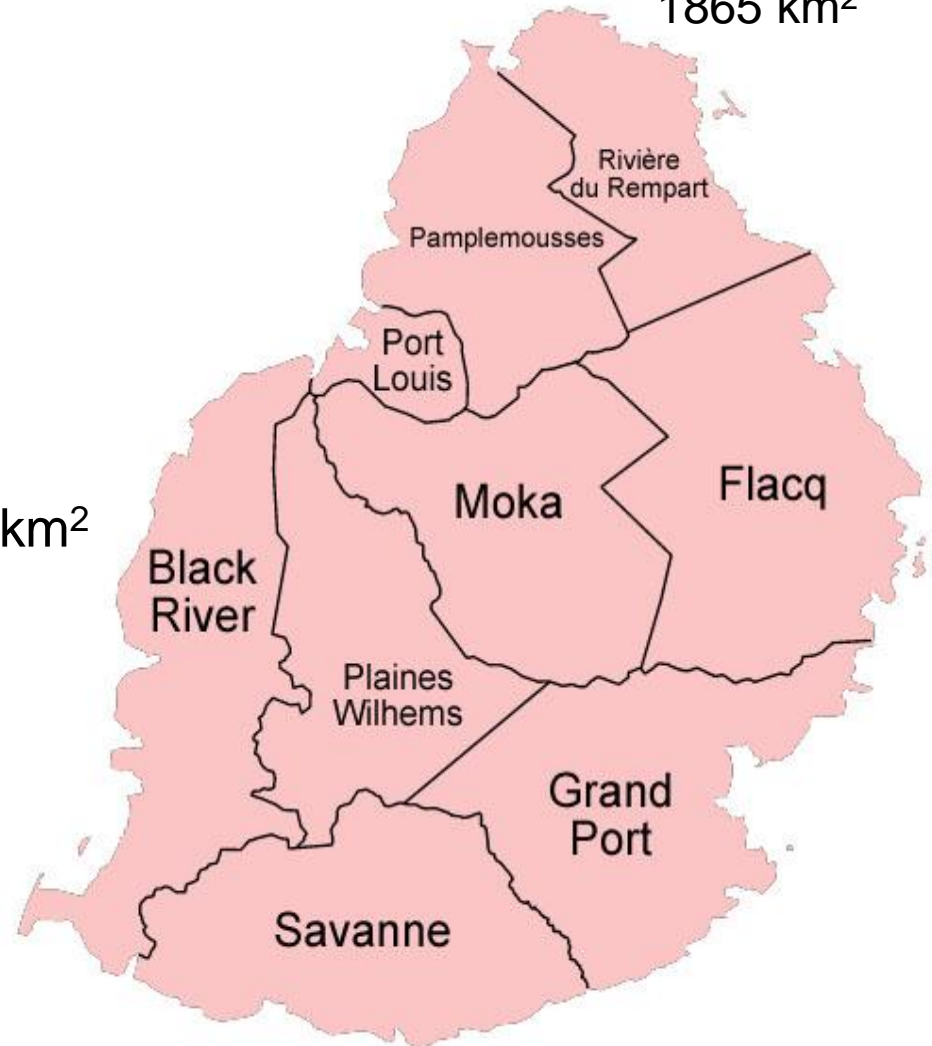 1865 km²
Rivière
du Rempart
Pamplemousses
Port
Louis
Moka
Flacq
km²
Black
River
Plaines
Wilhems
Grand
Port
Savanne